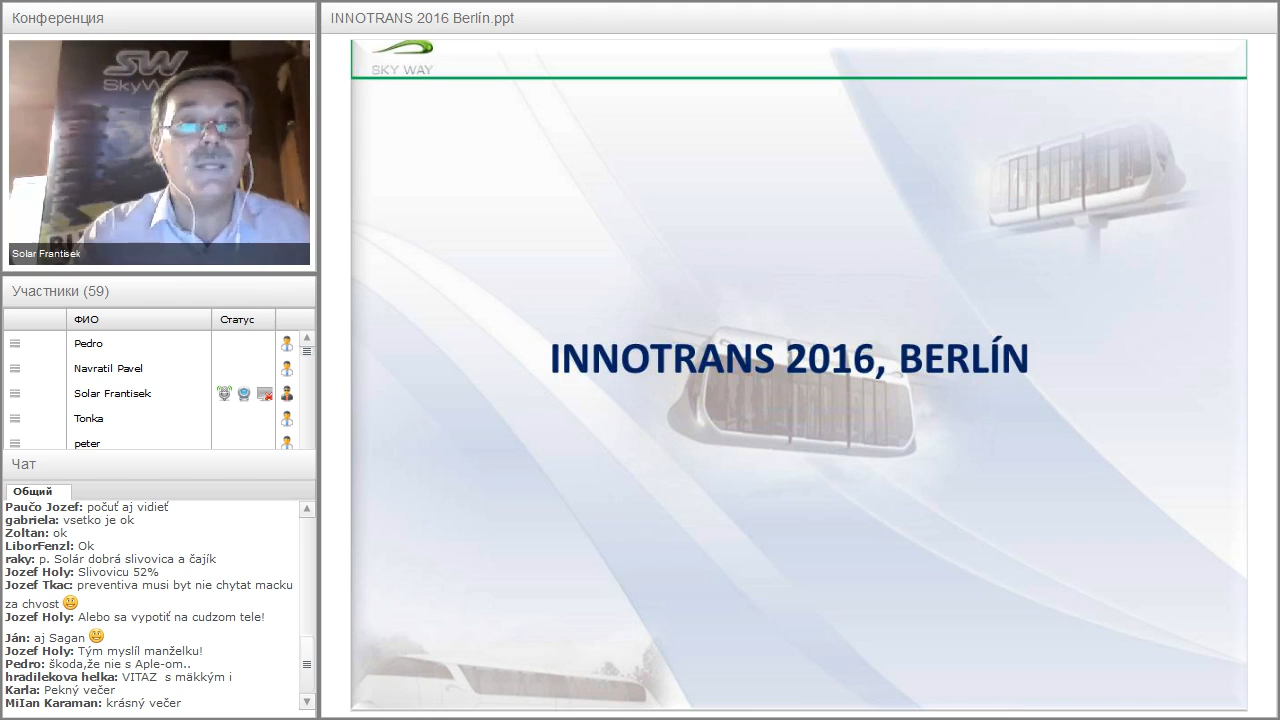 Конференция
INNOTRANS 2016 Berlín.ppt
SW
SkyW
Solar Frantisek
SKY WAY
INNOTRANS 2016, BERLÍN
Участники (59)
ФИО Статус
Pedro
Navratil Pavel
Solar Frantisek
Tonka
peter
Чат
Общий
Paučo Jozef: počuť aj vidieť
gabriela: vsetko je ok
Zoltan: ok
LiborFenzl: Ok
raky: p. Solár dobrá slivovica a čajík
Jozef Holy: Slivovicu 52%
Jozef Tkac: preventiva musi byt nie chytat macku
za chvost
Jozef Holy: Alebo sa vypotiť na cudzom tele!
Ján: aj Sagan
Jozef Holy: Tým myslíl manželku!
Pedro: škoda,že nie s Aple-om..
hradilekova helka: VITAZ s mäkkým i
Karla: Pekný večer
MiIan Karaman: krásný večer